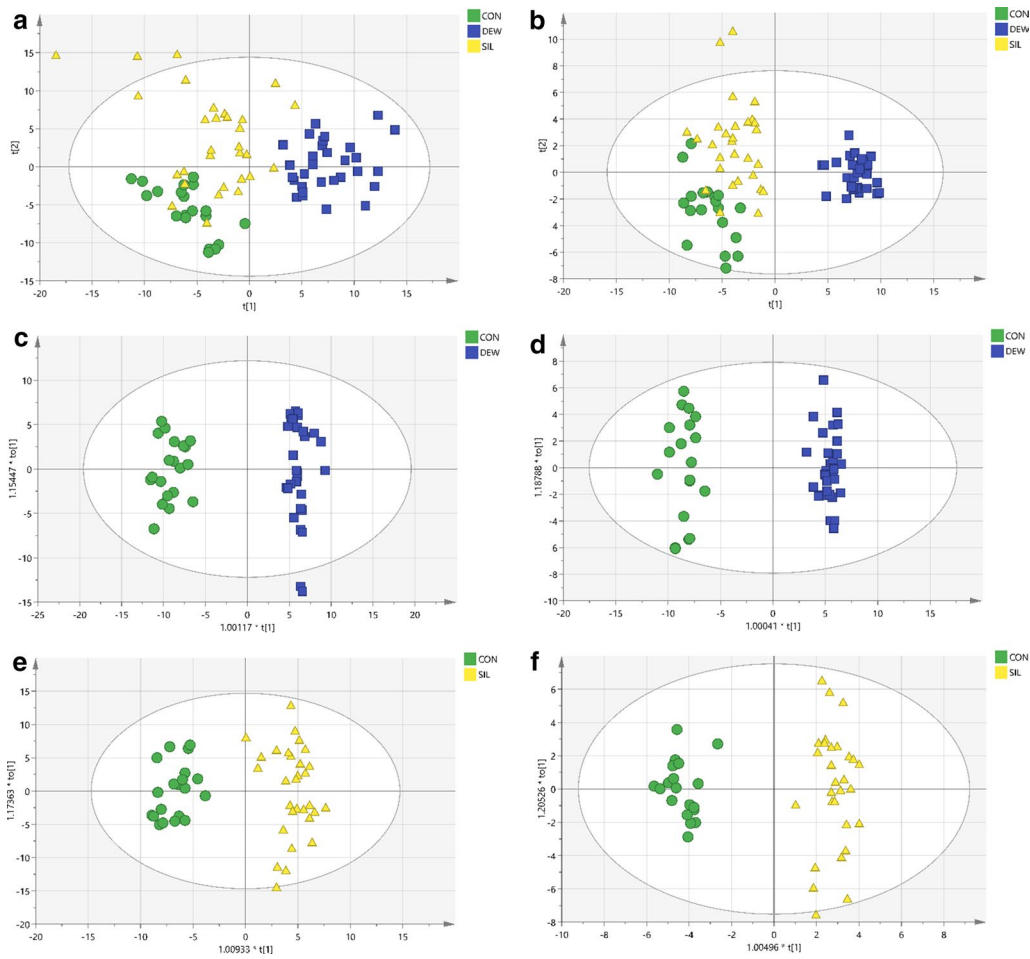 a
CON
DEW
SIL
t[2]
20
15
10
5
0
-5
-10
-15
-20 -15 -10 -5 0 5 10 15
t[1]
b
CON
DEW
SIL
t[2]
10
8
6
4
2
0
-2
-4
-6
-8
-20 -15 -10 -5 0 5 10 15
t[1]
c
CON
DEW
1.15447 * to[1]
10
5
0
-5
-10
-15
-25 -20 -15 -10 -5 0 5 10 15 20
1.00117 * t[1]
d
CON
DEW
1.18788 * to[1]
8
6
4
2
0
-2
-4
-6
-8
-10
-20 -15 -10 -5 0 5 10 15
1.00041 * t[1]
e
CON
SIL
1.17363 * to[1]
15
10
5
0
-5
-10
-15
-20
-20 -15 -10 -5 0 5 10 15
1.00933 * t[1]
f
CON
SIL
1.20526 * to[1]
6
4
2
0
-2
-4
-6
-8
-10 -8 -6 -4 -2 0 2 4 6 8
1.00496 * t[1]